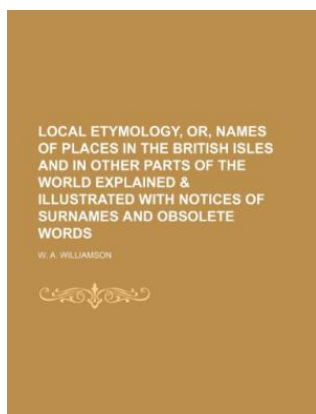 LOCAL ETYMOLOGY, OR, NAMES
OF PLACES IN THE BRITISH ISLES
AND IN OTHER PARTS OF THE
WORLD EXPLAINED &
ILLUSTRATED WITH NOTICES OF
SURNAMES AND OBSOLETE
WORDS
W. A. WILLIAMSON